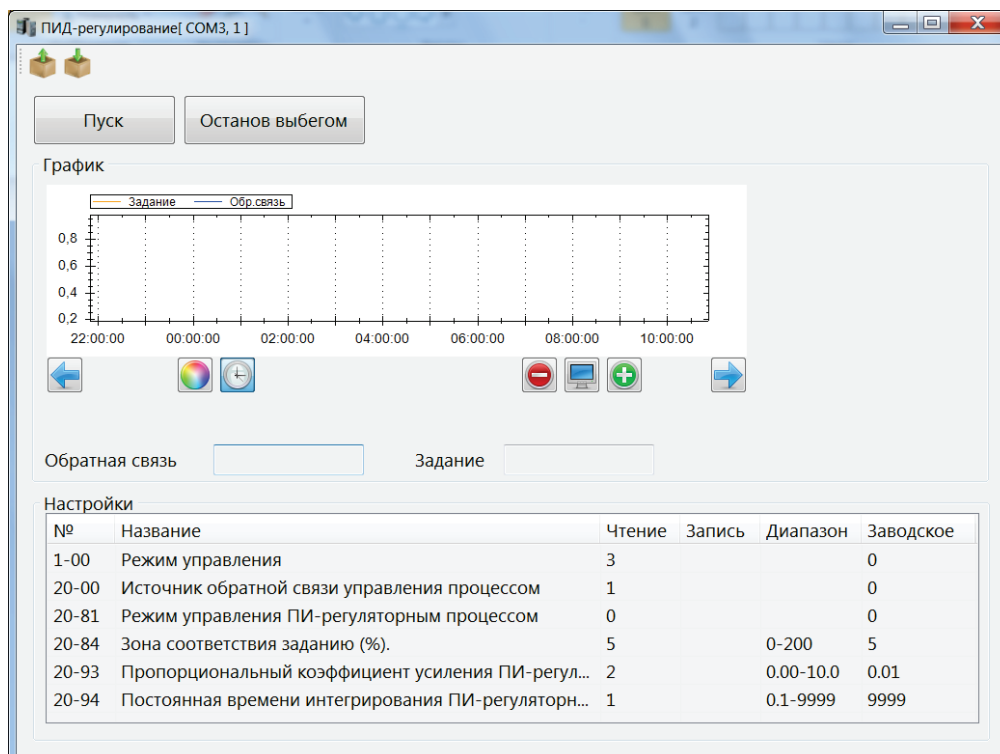 ПИД-регулирование[ COM3, 1 ]
Пуск Останов выбегом
График
Задание Обр.связь
0,8
0,6
0,4
0,2
22:00:00 00:00:00 02:00:00 04:00:00 06:00:00 08:00:00 10:00:00
Обратная связь Задание
Настройки
№ Название Чтение Запись Диапазон Заводское
1-00 Режим управления 3 0
20-00 Источник обратной связи управления процессом 1 0
20-81 Режим управления ПИ-регуляторным процессом 0 0
20-84 Зона соответствия заданию (%). 5 0-200 5
20-93 Пропорциональный коэффициент усиления ПИ-регул... 2 0.00-10.0 0.01
20-94 Постоянная времени интегрирования ПИ-регуляторн... 1 0.1-9999 9999